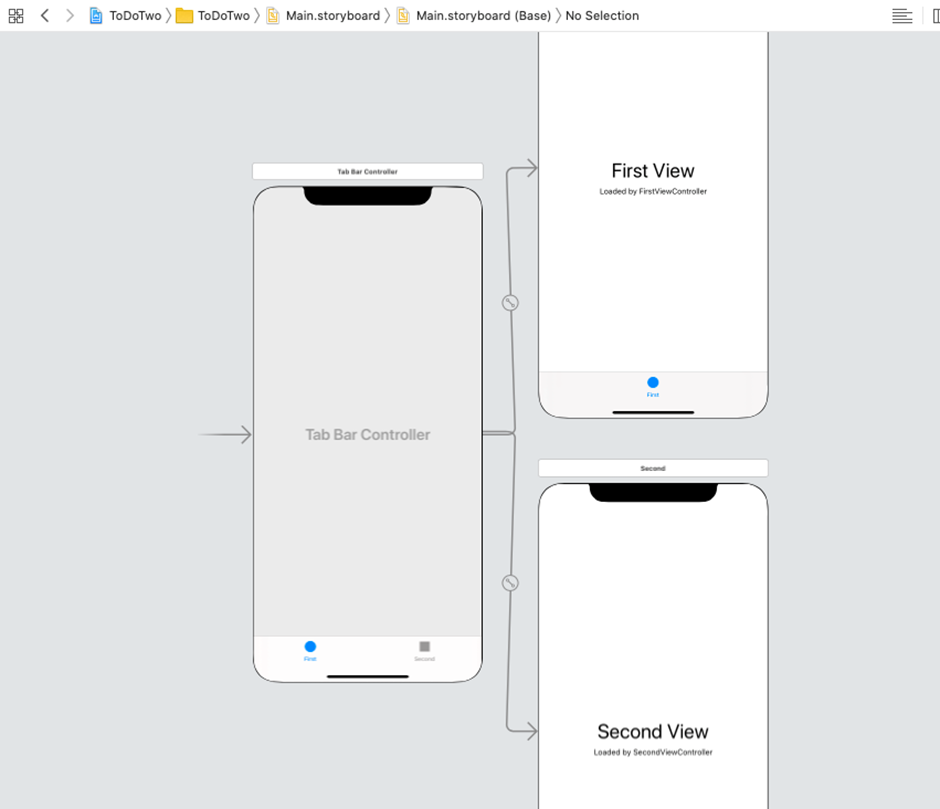 ToDoTwo ToDoTwo Main.storyboard Main.storyboard (Base) No Selection
Tab Bar Controller
First View
Loaded by FirstViewController
First
Tab Bar Controller
Second
First Second
Second View
Loaded by SecondViewController